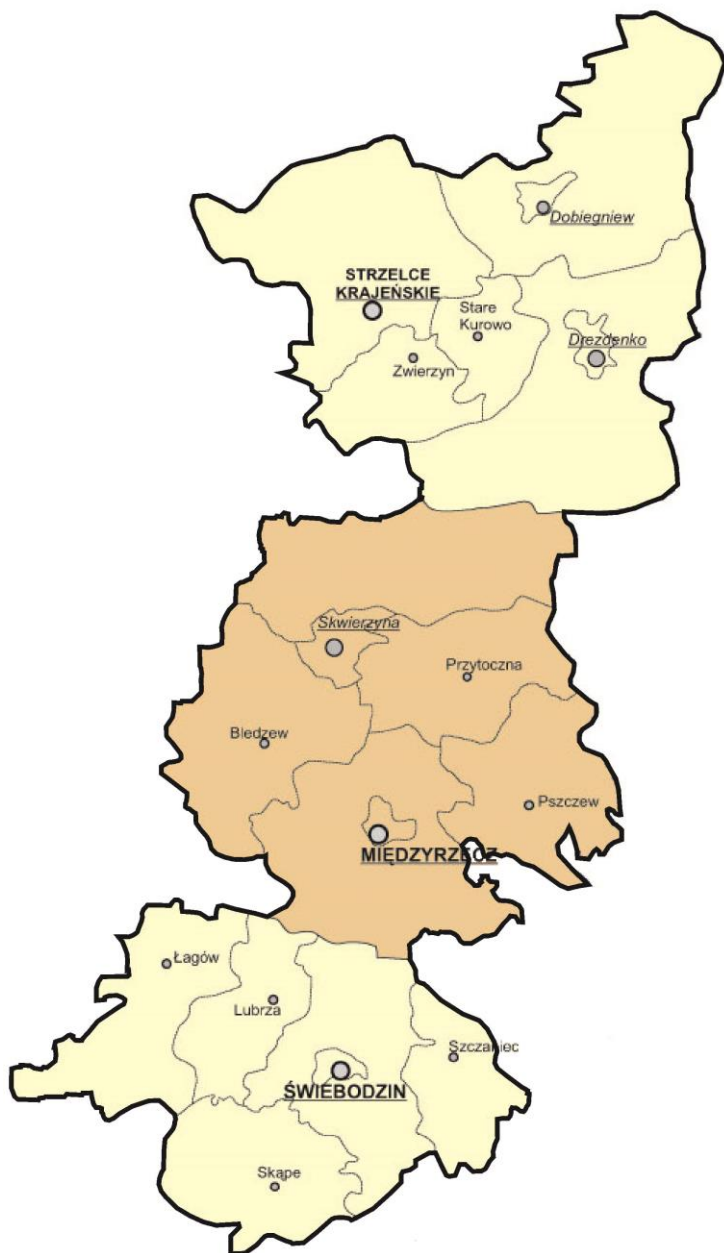 Dobiegniew
STRZELCE
KRAJEŃSKIE
Stare
Kurowo
Drezdenko
Zwierzyn
Skwierzyna
Przytoczna
Bledzew
Pszczew
MIĘDZYRZECZ
Łagów
Lubrza
Szczaniec
ŚWIEBODZIN
Skąpe